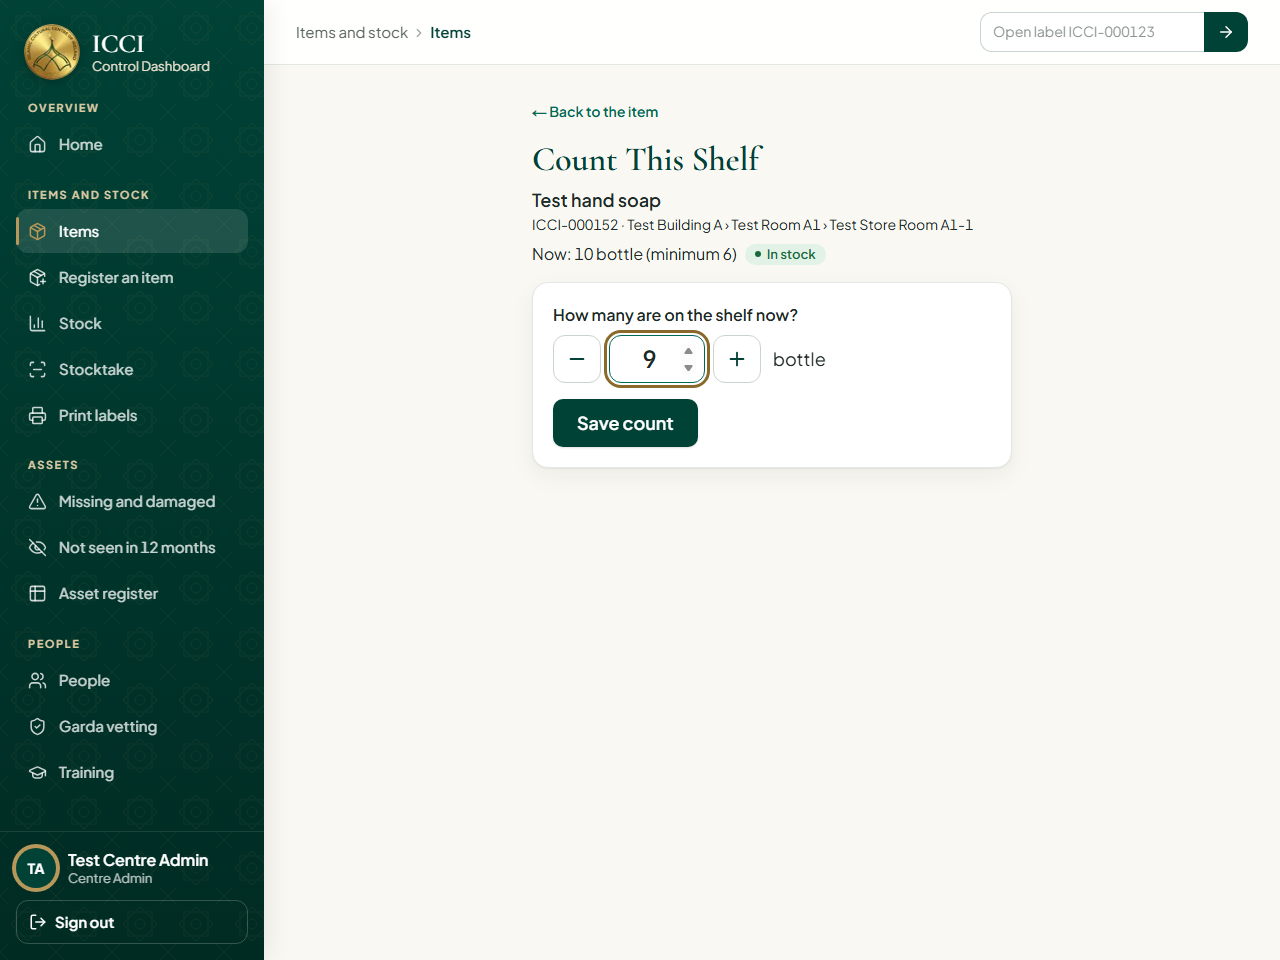 ICCI
Control Dashboard
OVERVIEW
Home
ITEMS AND STOCK
Items
Register an item
Stock
Stocktake
Print labels
ASSETS
Missing and damaged
Not seen in 12 months
Asset register
PEOPLE
People
Garda vetting
Training
TA
Test Centre Admin
Centre Admin
Sign out
Items and stock › Items
Open label ICCI-000123
← Back to the item
Count This Shelf
Test hand soap
ICCI-000152 · Test Building A › Test Room A1 › Test Store Room A1-1
Now: 10 bottle (minimum 6) In stock
How many are on the shelf now?
− 9 + bottle
Save count